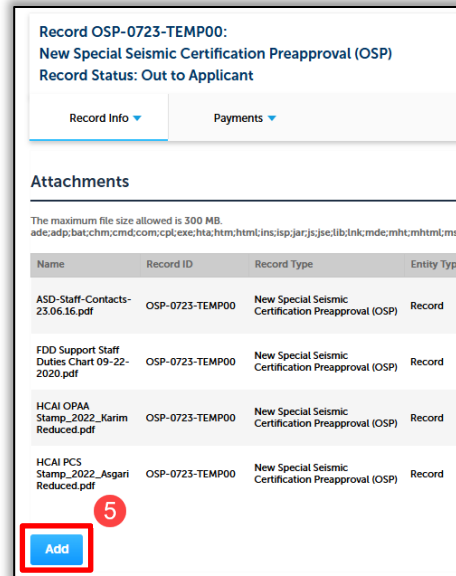 Record OSP-0723-TEMP00:
New Special Seismic Certification Preapproval (OSP)
Record Status: Out to Applicant
Record Info Payments
Attachments
The maximum file size allowed is 300 MB.
ade;adp;bat;chm;cmd;com;cpl;exe;hta;htm;html;ins;isp;jar;js;jse;lib;lnk;mde;mht;mhtml;ms
Name Record ID Record Type Entity Typ
ASD-Staff-Contacts-
23.06.16.pdf
OSP-0723-TEMP00
New Special Seismic
Certification Preapproval (OSP)
Record
FDD Support Staff
Duties Chart 09-22-
2020.pdf
OSP-0723-TEMP00
New Special Seismic
Certification Preapproval (OSP)
Record
HCAI OPAA
Stamp_2022_Karim
Reduced.pdf
OSP-0723-TEMP00
New Special Seismic
Certification Preapproval (OSP)
Record
HCAI PCS
Stamp_2022_Asgari
Reduced.pdf
OSP-0723-TEMP00
New Special Seismic
Certification Preapproval (OSP)
Record
5
Add